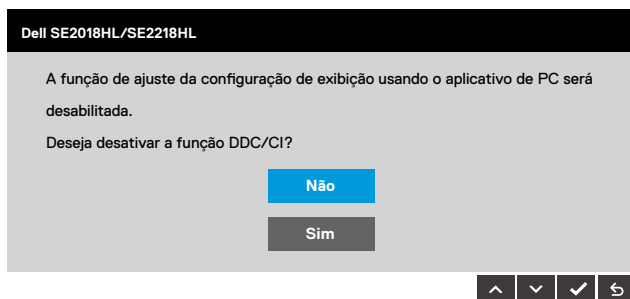 Dell SE2018HL/SE2218HL
A função de ajuste da configuração de exibição usando o aplicativo de PC será
desabilitada.
Deseja desativar a função DDC/CI?
Não
Sim